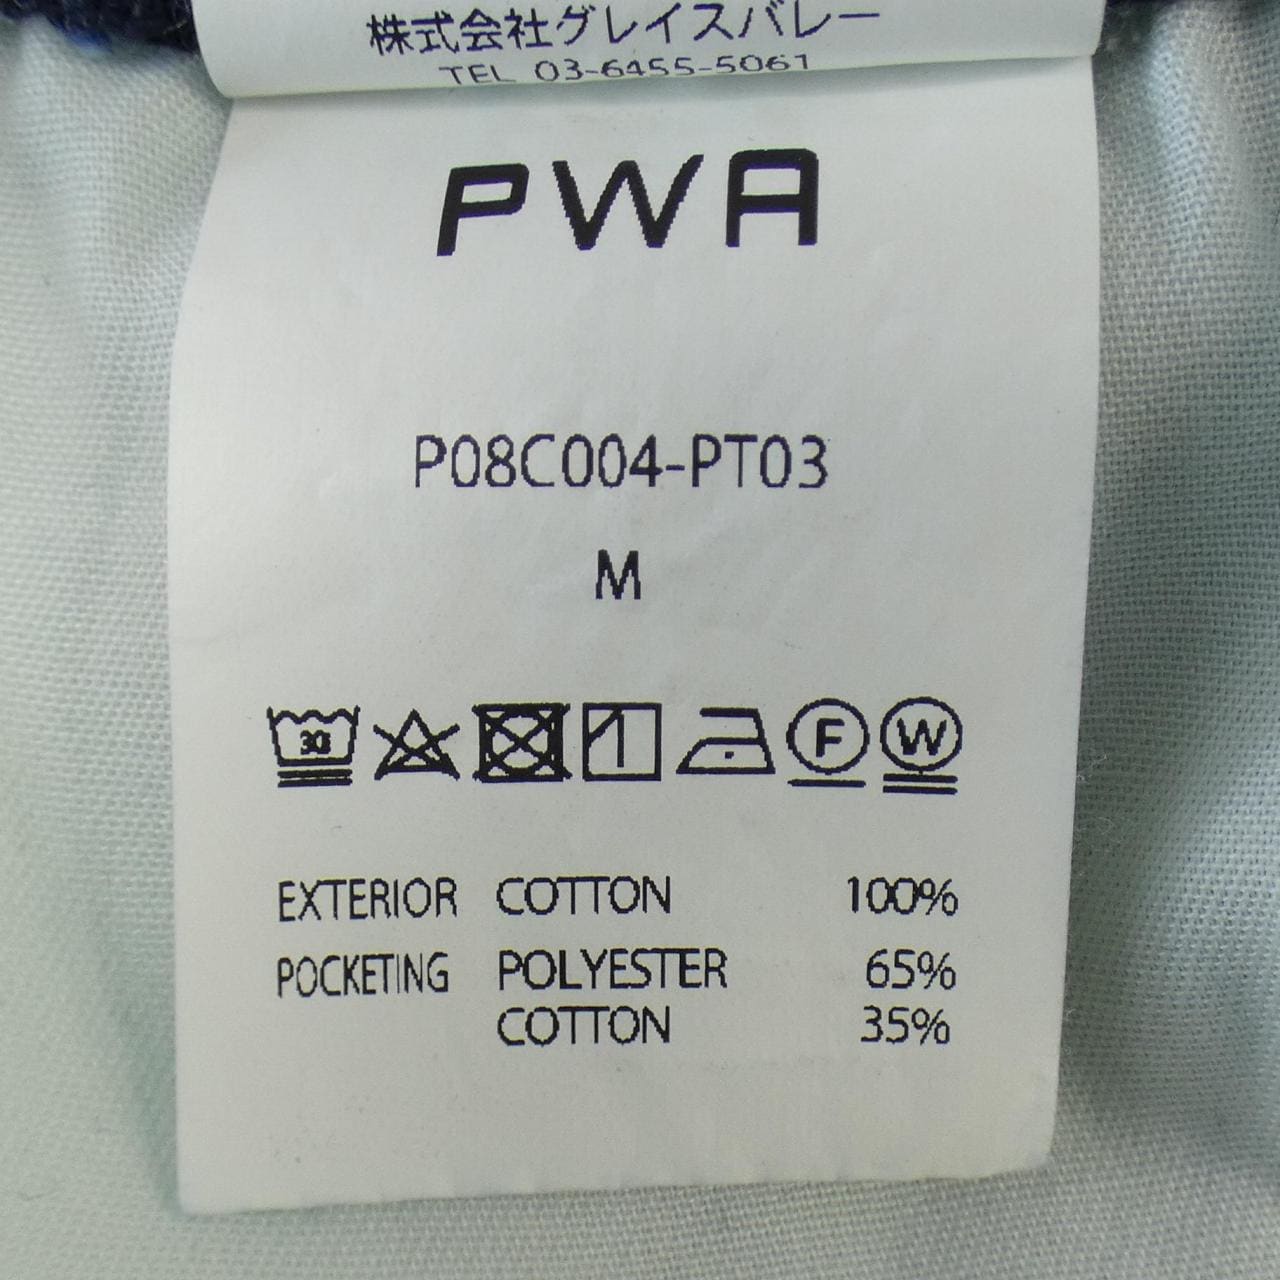 株式会社グレイスバレー
TEL 03-6455-5061
PWA
P08C004-PT03
M
30 F W
EXTERIOR COTTON 100%
POCKETING POLYESTER 65%
COTTON 35%